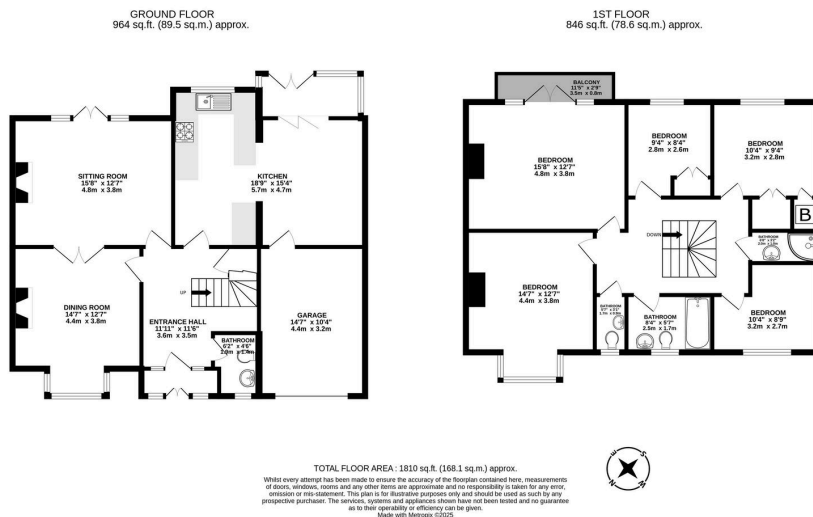 GROUND FLOOR
964 sq.ft. (89.5 sq.m.) approx.
SITTING ROOM
15'8" x 12'7"
4.8m x 3.8m
KITCHEN
18'9" x 15'4"
5.7m x 4.7m
DINING ROOM
14'7" x 12'7"
4.4m x 3.8m
UP
ENTRANCE HALL
11'11" x 11'6"
3.6m x 3.5m
BATHROOM
6'2" x 4'6"
GARAGE
14'7" x 10'4"
4.4m x 3.2m
1ST FLOOR
846 sq.ft. (78.6 sq.m.) approx.
BALCONY
11'5" x 2'9"
3.5m x 0.8m
BEDROOM
15'8" x 12'7"
4.8m x 3.8m
BEDROOM
9'4" x 8'4"
2.8m x 2.6m
BEDROOM
10'4" x 9'4"
3.2m x 2.8m
B
DOWN
BATHROOM
BEDROOM
14'7" x 12'7"
4.4m x 3.8m
BATHROOM
BATHROOM
8'4" x 5'7"
2.5m x 1.7m
BEDROOM
10'4" x 8'9"
3.2m x 2.7m
TOTAL FLOOR AREA : 1810 sq.ft. (168.1 sq.m.) approx.
Whilst every attempt has been made to ensure the accuracy of the floorplan contained here, measurements
of doors, windows, rooms and any other items are approximate and no responsibility is taken for any error,
omission or mis-statement. This plan is for illustrative purposes only and should be used as such by any
prospective purchaser. The services, systems and appliances shown have not been tested and no guarantee
as to their operability or efficiency can be given.
Made with Metropix ©2025
E
S
N
W